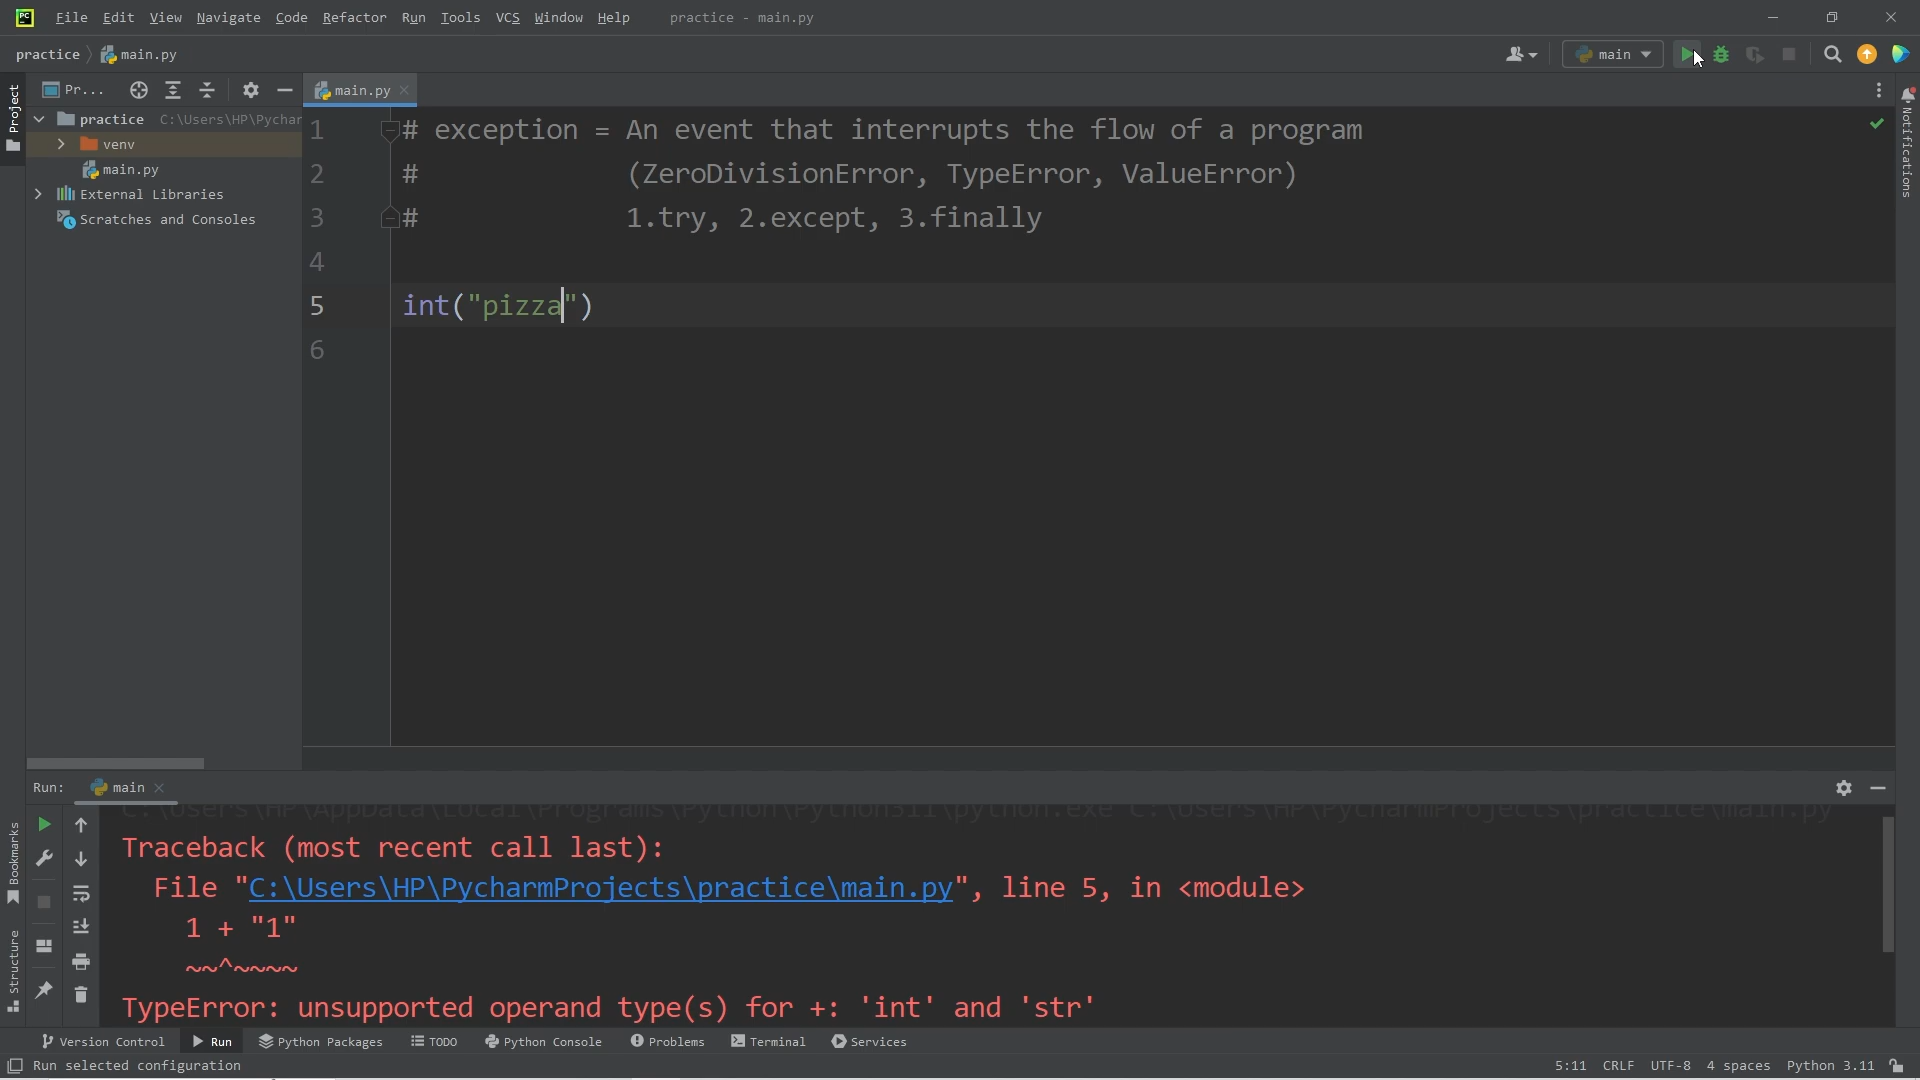 File Edit View Navigate Code Refactor Run Tools VCS Window Help practice - main.py
practice main.py main
Pr... main.py
Project
practice C:\Users\HP\Pychar
venv
main.py
External Libraries
Scratches and Consoles
Notifications
1 # exception = An event that interrupts the flow of a program
2 # (ZeroDivisionError, TypeError, ValueError)
3 # 1.try, 2.except, 3.finally
4
5 int("pizza")
6
Run: main
C:\Users\HP\AppData\Local\Programs\Python\Python311\python.exe C:\Users\HP\PycharmProjects\practice\main.py
Traceback (most recent call last):
File "C:\Users\HP\PycharmProjects\practice\main.py", line 5, in <module>
1 + "1"
~~^~~~~
TypeError: unsupported operand type(s) for +: 'int' and 'str'
Bookmarks
Structure
Version Control Run Python Packages TODO Python Console Problems Terminal Services
Run selected configuration 5:11 CRLF UTF-8 4 spaces Python 3.11